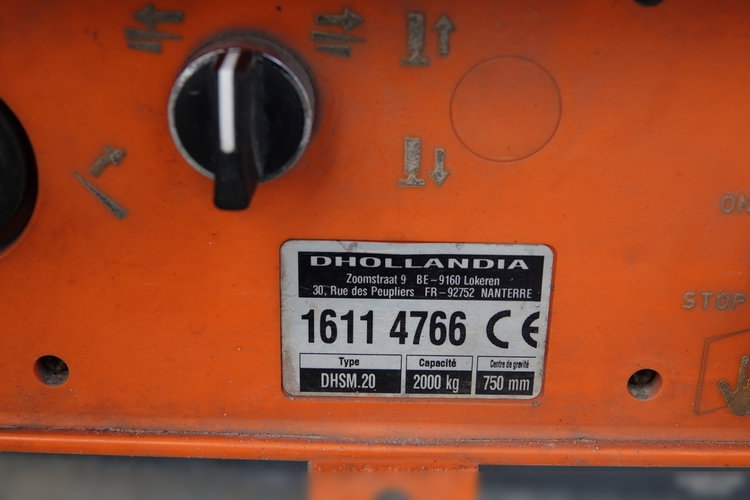 ON
STOP
DHOLLANDIA
Zoomstraat 9 BE-9160 Lokeren
30, Rue des Peupliers FR-92752 NANTERRE
1611 4766 CE
Type Capacité Centre de gravité
DHSM.20 2000 kg 750 mm